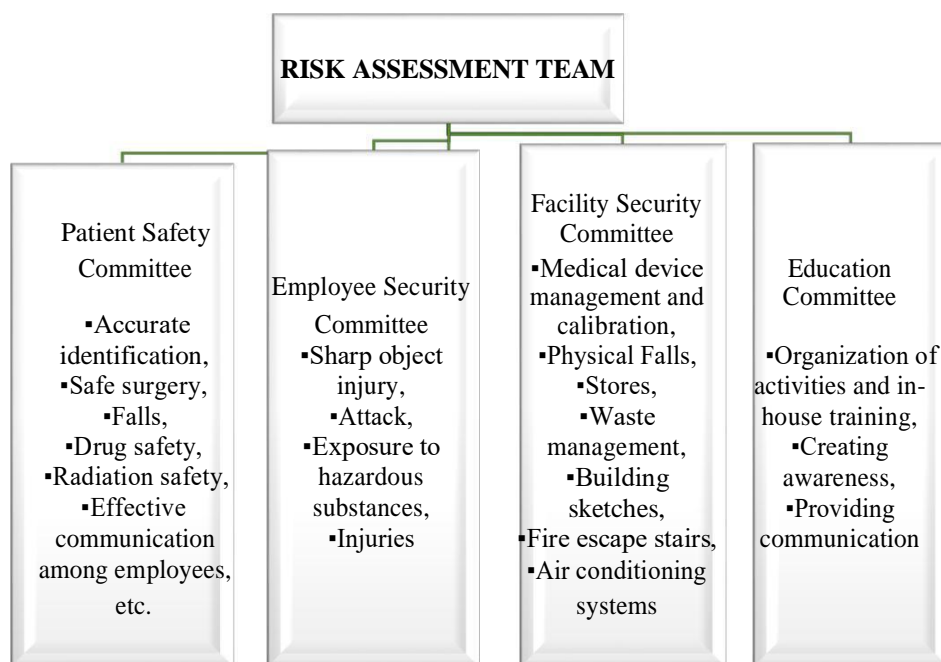 RISK ASSESSMENT TEAM
Patient Safety
Committee
▪Accurate
identification,
▪Safe surgery,
▪Falls,
▪Drug safety,
▪Radiation safety,
▪Effective
communication
among employees,
etc.
Employee Security
Committee
▪Sharp object
injury,
▪Attack,
▪Exposure to
hazardous
substances,
▪Injuries
Facility Security
Committee
▪Medical device
management and
calibration,
▪Physical Falls,
▪Stores,
▪Waste
management,
▪Building
sketches,
▪Fire escape stairs,
▪Air conditioning
systems
Education
Committee
▪Organization of
activities and in-
house training,
▪Creating
awareness,
▪Providing
communication